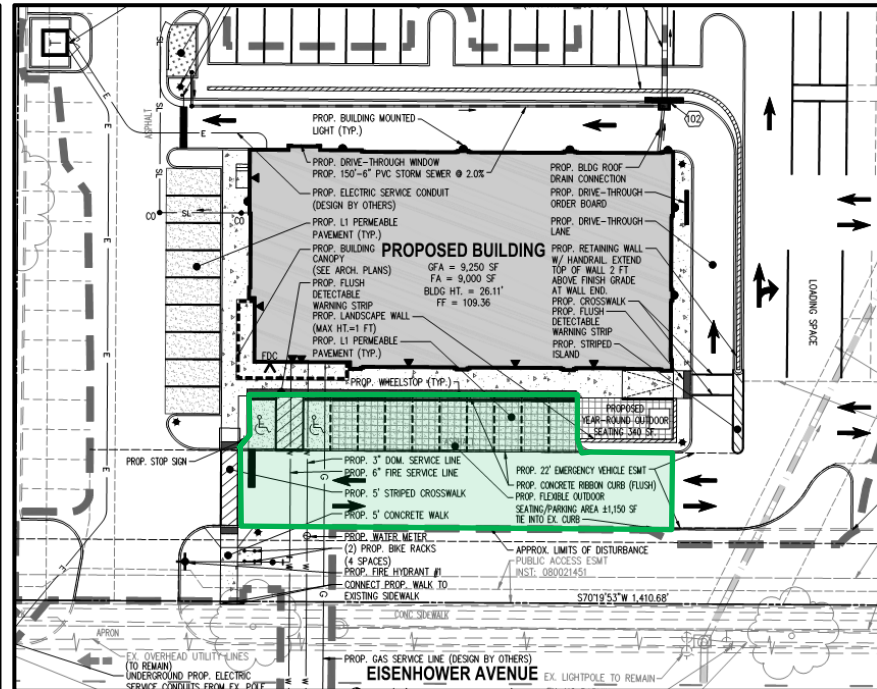 SL
SL
E
E
ASPHALT
SL
SL
CO
SL
CO
E
E
E
102
PROP. BUILDING MOUNTED
LIGHT (TYP.)
PROP. DRIVE-THROUGH WINDOW
PROP. 150'-6" PVC STORM SEWER @ 2.0%
PROP. ELECTRIC SERVICE CONDUIT
(DESIGN BY OTHERS)
PROP. L1 PERMEABLE
PAVEMENT (TYP.)
PROP. BUILDING
CANOPY
(SEE ARCH. PLANS)
PROP. FLUSH
DETECTABLE
WARNING STRIP
PROP. LANDSCAPE WALL
(MAX HT.=1 FT)
PROP. L1 PERMEABLE
PAVEMENT (TYP.)
PROPOSED BUILDING
GFA = 9,250 SF
FA = 9,000 SF
BLDG HT. = 26.11'
FF = 109.36
PROP. BLDG ROOF
DRAIN CONNECTION
PROP. DRIVE-THROUGH
ORDER BOARD
PROP. DRIVE-THROUGH
LANE
PROP. RETAINING WALL
W/ HANDRAIL. EXTEND
TOP OF WALL 2 FT
ABOVE FINISH GRADE
AT WALL END.
PROP. CROSSWALK
PROP. FLUSH
DETECTABLE
WARNING STRIP
PROP. STRIPED
ISLAND
LOADING SPACE
FDC
PROP. WHEELSTOP (TYP.)
PROPOSED
YEAR-ROUND OUTDOOR
SEATING 340 SF
PROP. STOP SIGN
PROP. 3" DOM. SERVICE LINE
PROP. 6" FIRE SERVICE LINE
PROP. 5' STRIPED CROSSWALK
PROP. 5' CONCRETE WALK
G
PROP. 22' EMERGENCY VEHICLE ESMT
PROP. CONCRETE RIBBON CURB (FLUSH)
PROP. FLEXIBLE OUTDOOR
SEATING/PARKING AREA ±1,150 SF
TIE INTO EX. CURB
PROP. WATER METER
(2) PROP. BIKE RACKS
(4 SPACES)
PROP. FIRE HYDRANT #1
CONNECT PROP. WALK TO
EXISTING SIDEWALK
W
W
G
APPROX. LIMITS OF DISTURBANCE
PUBLIC ACCESS ESMT
INST: 080021451
S70°19'53"W 1,410.68'
CONC SIDEWALK
APRON
EX. OVERHEAD UTILITY LINES
(TO REMAIN)
UNDERGROUND PROP. ELECTRIC
SERVICE CONDUITS FROM EX. POLE
W
W
PROP. GAS SERVICE LINE (DESIGN BY OTHERS)
EISENHOWER AVENUE
EX. LIGHTPOLE TO REMAIN